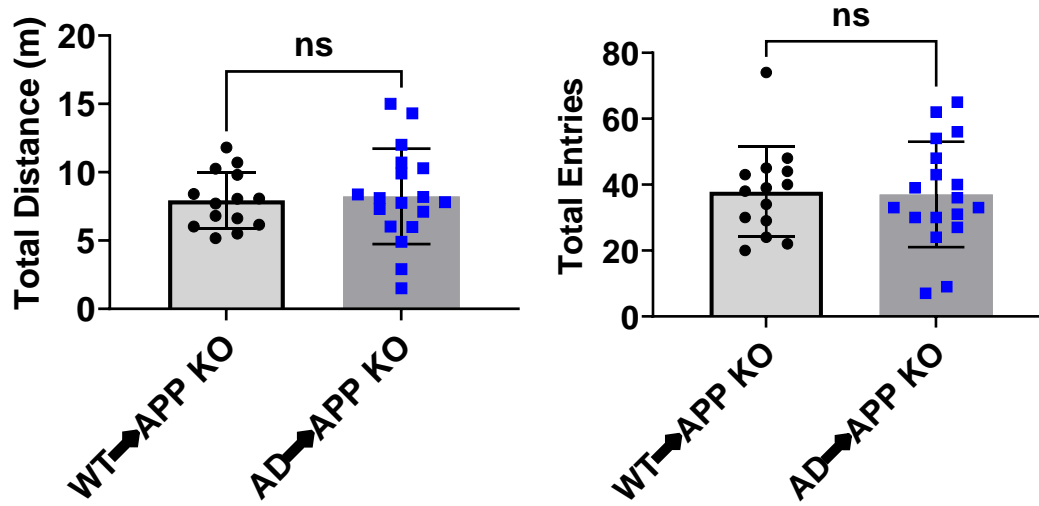 Total Distance (m)
20
15
10
5
0
ns
WT➡APP KO
AD➡APP KO
Total Entries
80
60
40
20
0
ns
WT➡APP KO
AD➡APP KO